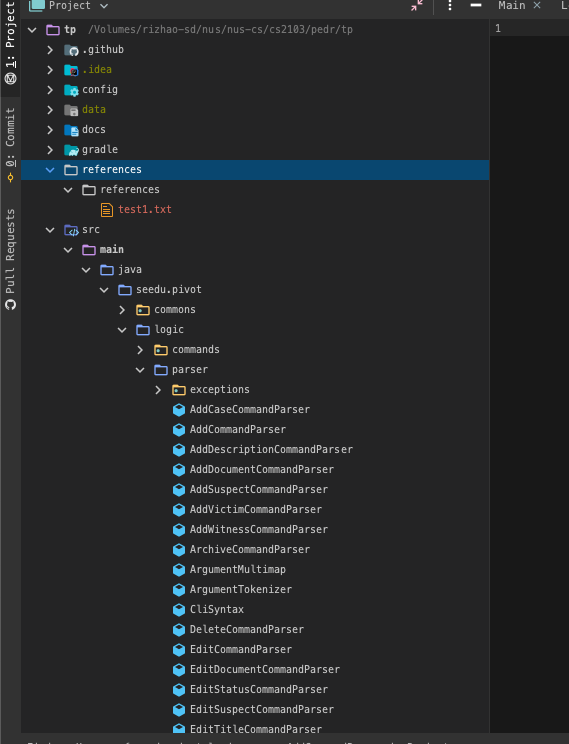 Project
Main
tp /Volumes/rizhao-sd/nus/nus-cs/cs2103/pedr/tp
1
.github
.idea
config
data
docs
gradle
references
references
test1.txt
src
main
java
seedu.pivot
commons
logic
commands
parser
exceptions
AddCaseCommandParser
AddCommandParser
AddDescriptionCommandParser
AddDocumentCommandParser
AddSuspectCommandParser
AddVictimCommandParser
AddWitnessCommandParser
ArchiveCommandParser
ArgumentMultimap
ArgumentTokenizer
CliSyntax
DeleteCommandParser
EditCommandParser
EditDocumentCommandParser
EditStatusCommandParser
EditSuspectCommandParser
EditTitleCommandParser
1: Project
0: Commit
Pull Requests